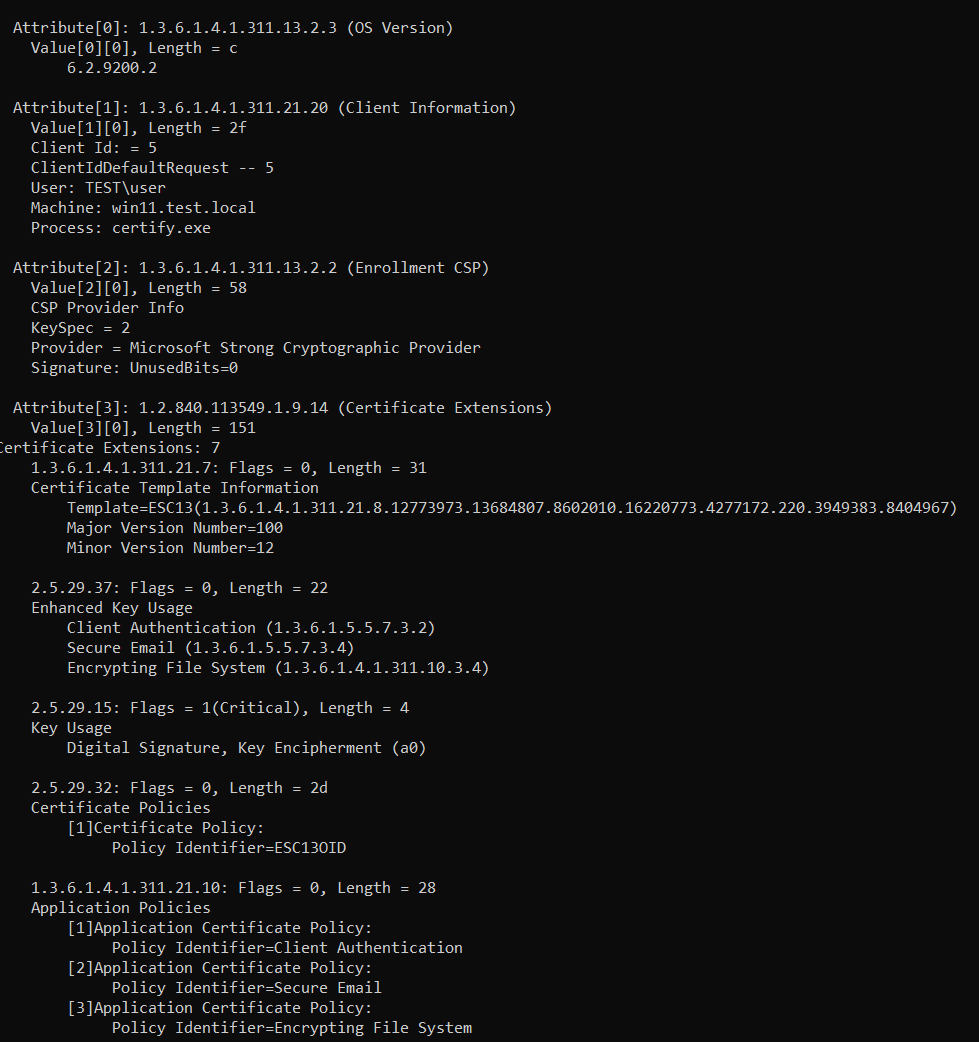 Attribute[0]: 1.3.6.1.4.1.311.13.2.3 (OS Version)
Value[0][0], Length = c
6.2.9200.2
Attribute[1]: 1.3.6.1.4.1.311.21.20 (Client Information)
Value[1][0], Length = 2f
Client Id: = 5
ClientIdDefaultRequest -- 5
User: TEST\user
Machine: win11.test.local
Process: certify.exe
Attribute[2]: 1.3.6.1.4.1.311.13.2.2 (Enrollment CSP)
Value[2][0], Length = 58
CSP Provider Info
KeySpec = 2
Provider = Microsoft Strong Cryptographic Provider
Signature: UnusedBits=0
Attribute[3]: 1.2.840.113549.1.9.14 (Certificate Extensions)
Value[3][0], Length = 151
Certificate Extensions: 7
1.3.6.1.4.1.311.21.7: Flags = 0, Length = 31
Certificate Template Information
Template=ESC13(1.3.6.1.4.1.311.21.8.12773973.13684807.8602010.16220773.4277172.220.3949383.8404967)
Major Version Number=100
Minor Version Number=12
2.5.29.37: Flags = 0, Length = 22
Enhanced Key Usage
Client Authentication (1.3.6.1.5.5.7.3.2)
Secure Email (1.3.6.1.5.5.7.3.4)
Encrypting File System (1.3.6.1.4.1.311.10.3.4)
2.5.29.15: Flags = 1(Critical), Length = 4
Key Usage
Digital Signature, Key Encipherment (a0)
2.5.29.32: Flags = 0, Length = 2d
Certificate Policies
[1]Certificate Policy:
Policy Identifier=ESC13OID
1.3.6.1.4.1.311.21.10: Flags = 0, Length = 28
Application Policies
[1]Application Certificate Policy:
Policy Identifier=Client Authentication
[2]Application Certificate Policy:
Policy Identifier=Secure Email
[3]Application Certificate Policy:
Policy Identifier=Encrypting File System